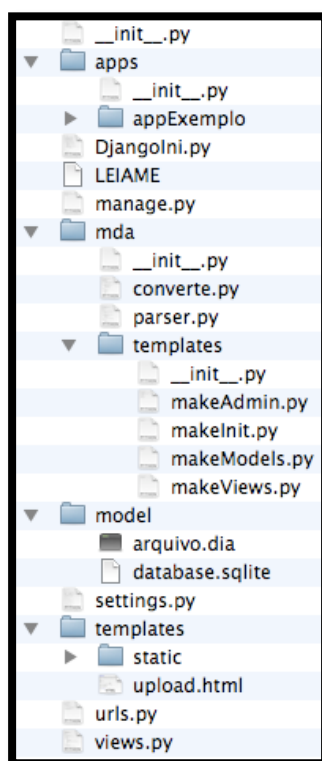 __init__.py
apps
__init__.py
appExemplo
DjangoIni.py
LEIAME
manage.py
mda
__init__.py
converte.py
parser.py
templates
__init__.py
makeAdmin.py
makeInit.py
makeModels.py
makeViews.py
model
arquivo.dia
database.sqlite
settings.py
templates
static
upload.html
urls.py
views.py